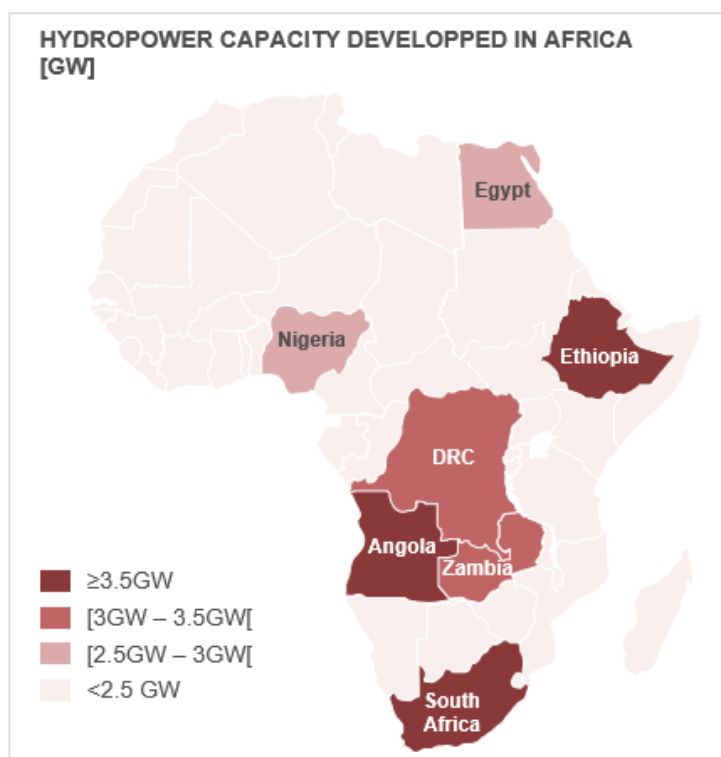 HYDROPOWER CAPACITY DEVELOPPED IN AFRICA
[GW]
Egypt
Nigeria
Ethiopia
DRC
Angola
Zambia
≥3.5GW
[3GW – 3.5GW[
[2.5GW – 3GW[
<2.5 GW
South
Africa